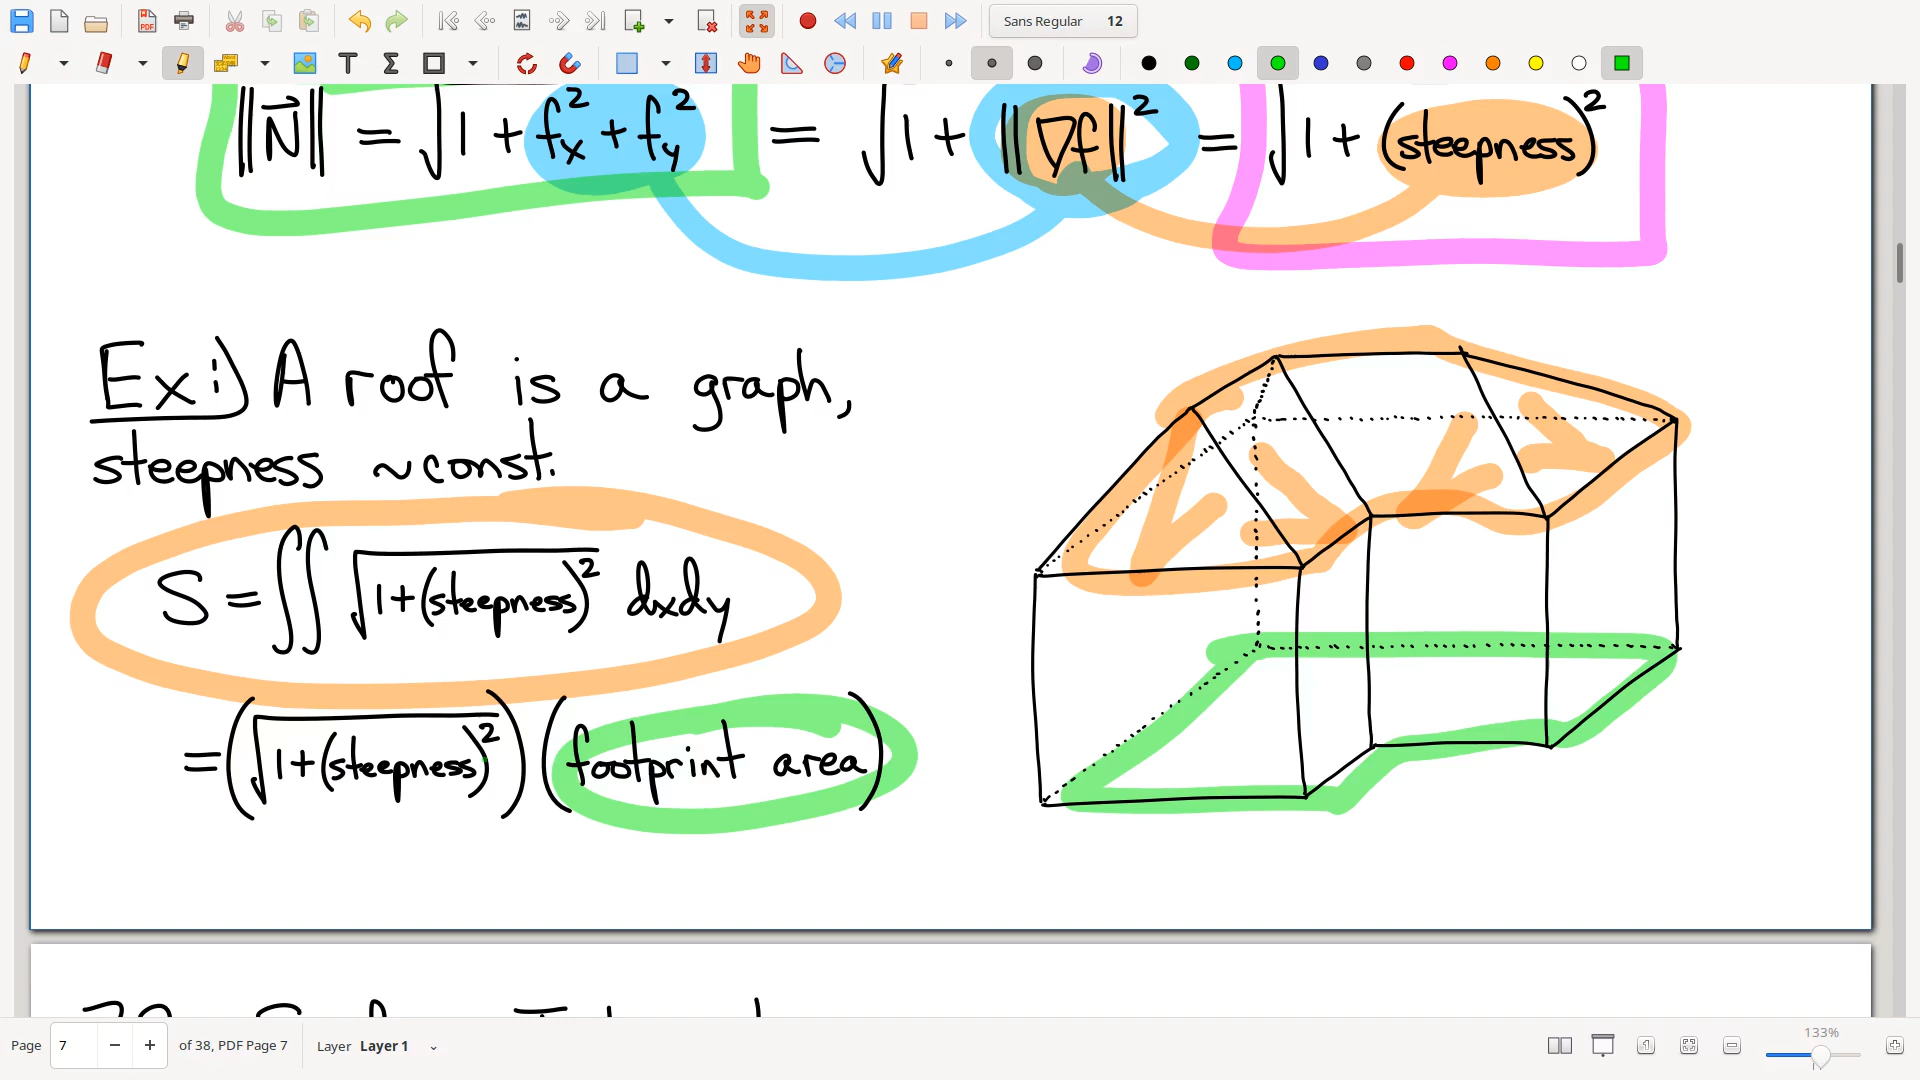 Sans Regular 12
‖N⃗‖ = √(1 + fₓ² + fᵧ²) = √(1 + ‖∇f‖²) = √(1 + (steepness)²)
Ex:) A roof is a graph,
steepness ~const.
S = ∬ √(1+(steepness)²) dxdy
= (√(1+(steepness)²)) (footprint area)
Page 7 of 38, PDF Page 7 Layer Layer 1 133%